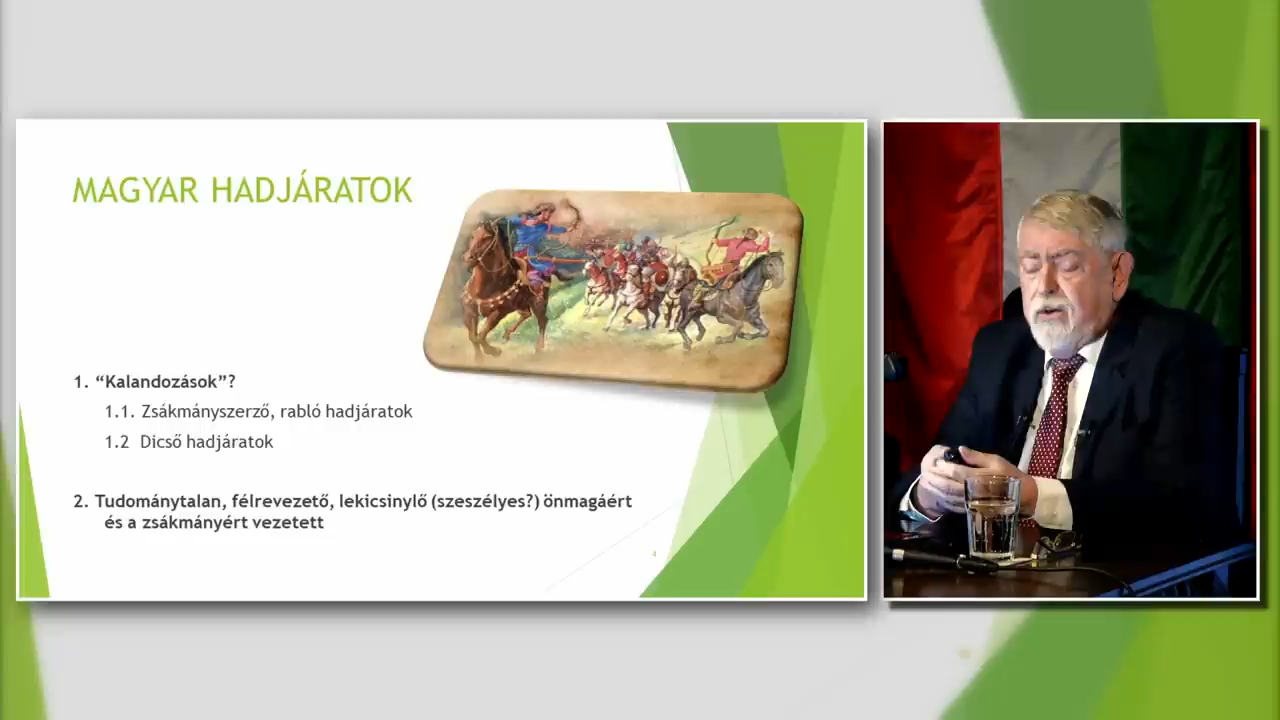 MAGYAR HADJÁRATOK
1. “Kalandozások”?
1.1. Zsákmányszerző, rabló hadjáratok
1.2 Dicső hadjáratok
2. Tudománytalan, félrevezető, lekicsinylő (szeszélyes?) önmagáért
és a zsákmányért vezetett